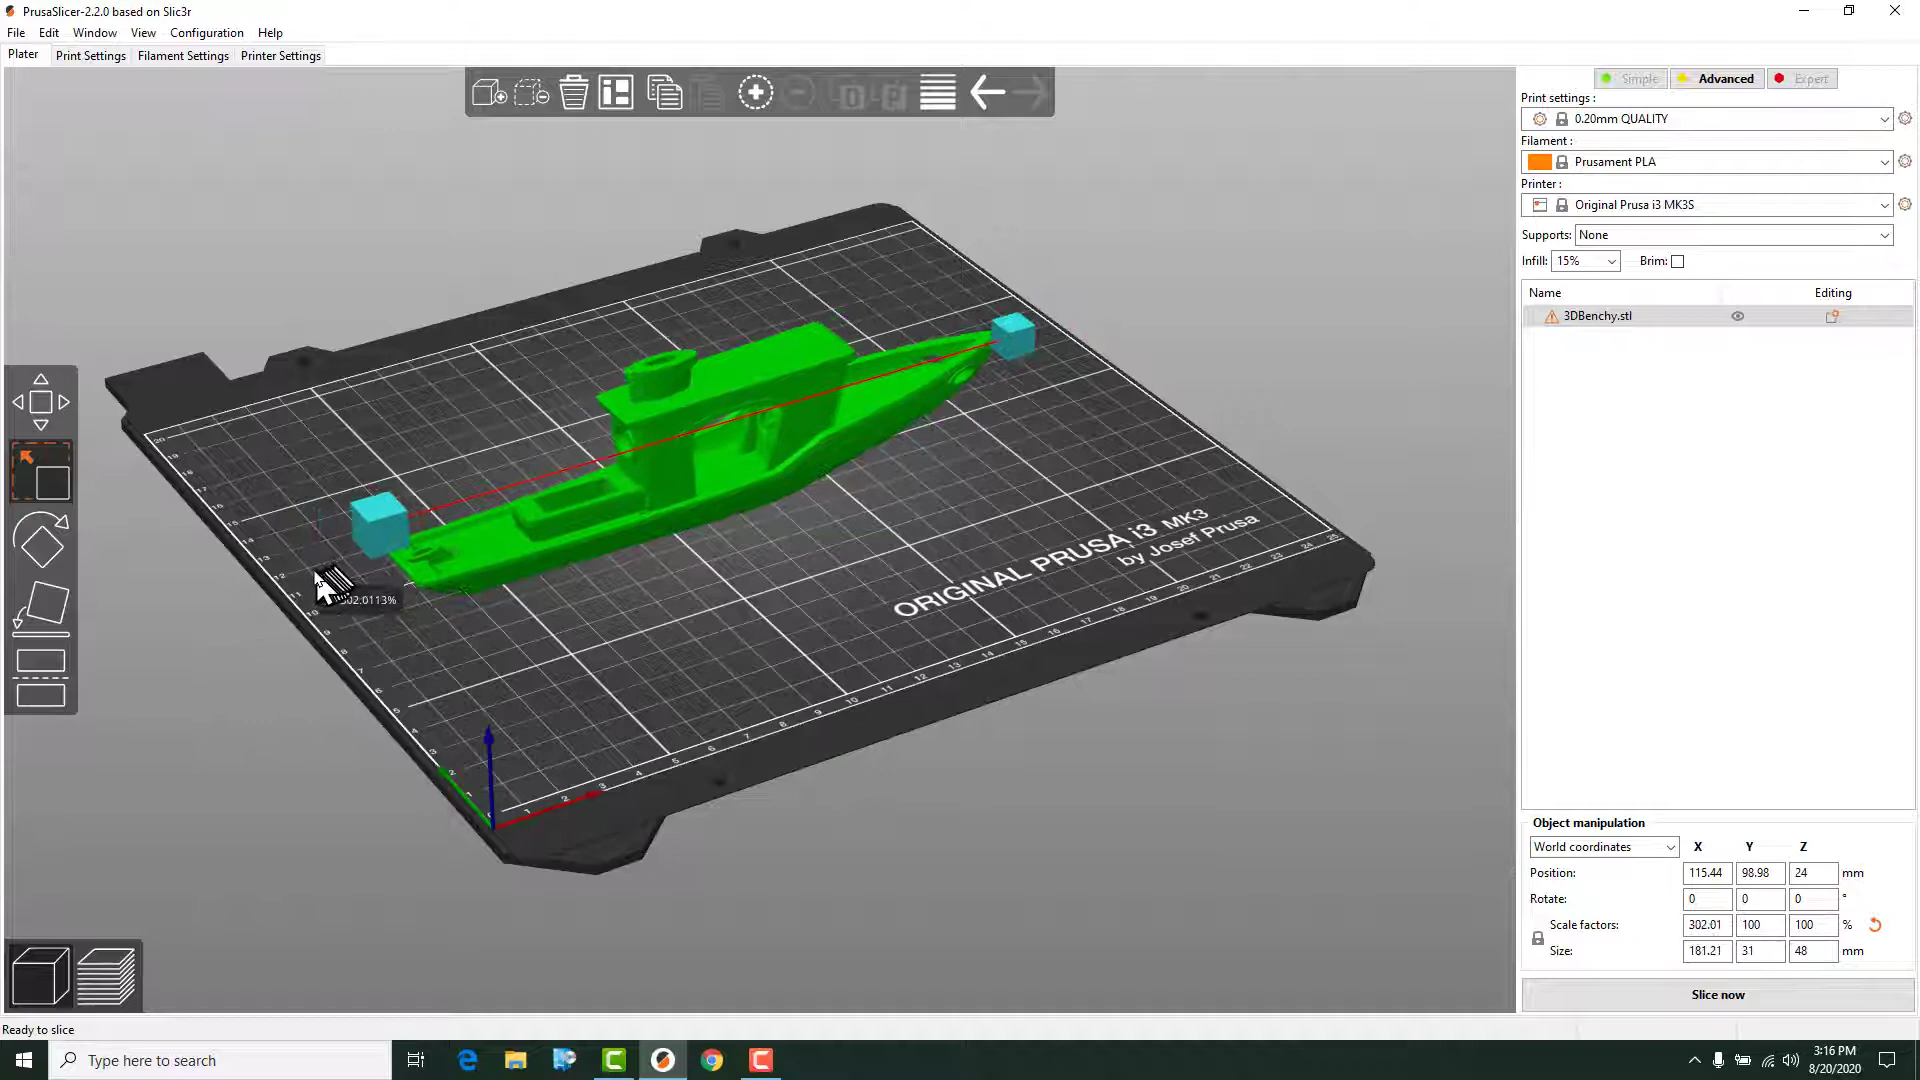 PrusaSlicer-2.2.0 based on Slic3r
File Edit Window View Configuration Help
Plater Print Settings Filament Settings Printer Settings
Simple Advanced Expert
Print settings :
0.20mm QUALITY
Filament :
Prusament PLA
Printer :
Original Prusa i3 MK3S
Supports: None
Infill: 15% Brim:
Name Editing
3DBenchy.stl
302.0113%
ORIGINAL PRUSA i3 MK3
by Josef Prusa
Object manipulation
World coordinates X Y Z
Position: 115.44 98.98 24 mm
Rotate: 0 0 0 °
Scale factors: 302.01 100 100 %
Size: 181.21 31 48 mm
Slice now
Ready to slice
Type here to search
3:16 PM
8/20/2020